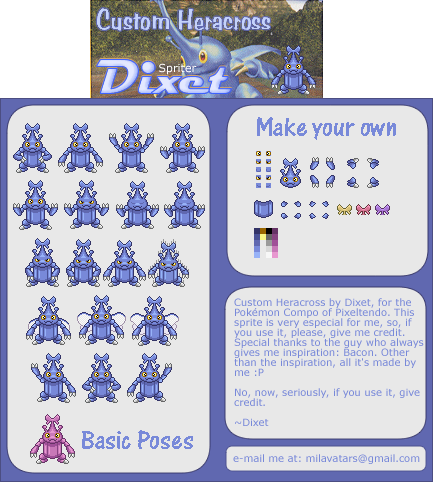 Custom Heracross
Spriter
Dixet
Make your own
Custom Heracross by Dixet, for the
Pokémon Compo of Pixeltendo. This
sprite is very especial for me, so, if
you use it, please, give me credit.
Special thanks to the guy who always
gives me inspiration: Bacon. Other
than the inspiration, all it's made by
me :P
No, now, seriously, if you use it, give
credit.
~Dixet
Basic Poses
e-mail me at: milavatars@gmail.com